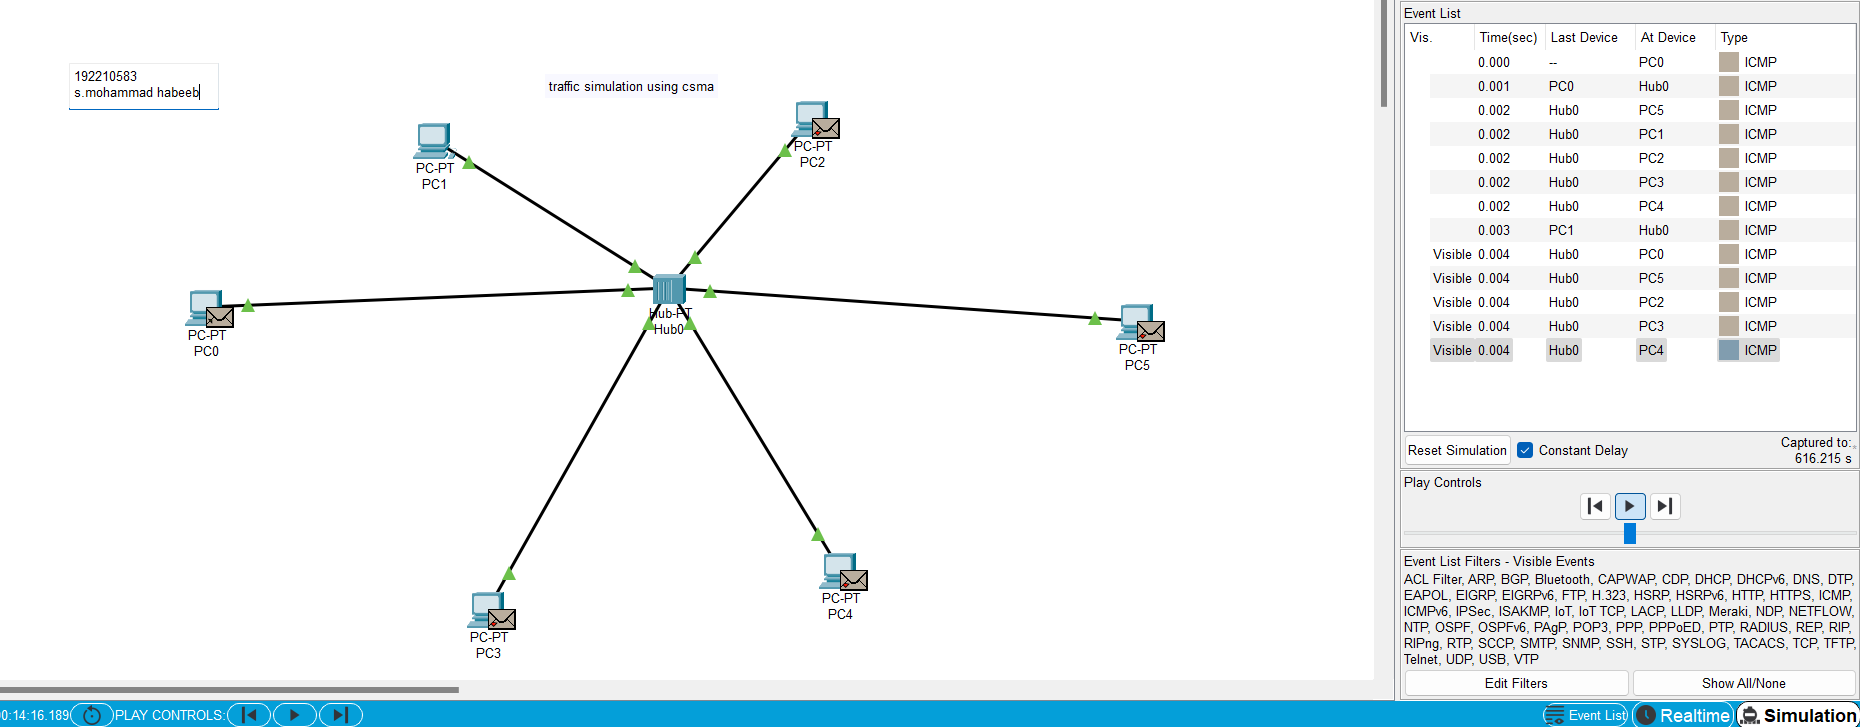 192210583
s.mohammad habeeb
traffic simulation using csma
PC-PT
PC1
PC-PT
PC2
PC-PT
PC0
Hub-PT
Hub0
PC-PT
PC5
PC-PT
PC4
PC-PT
PC3
Event List
Vis. Time(sec) Last Device At Device Type
0.000 -- PC0 ICMP
0.001 PC0 Hub0 ICMP
0.002 Hub0 PC5 ICMP
0.002 Hub0 PC1 ICMP
0.002 Hub0 PC2 ICMP
0.002 Hub0 PC3 ICMP
0.002 Hub0 PC4 ICMP
0.003 PC1 Hub0 ICMP
Visible 0.004 Hub0 PC0 ICMP
Visible 0.004 Hub0 PC5 ICMP
Visible 0.004 Hub0 PC2 ICMP
Visible 0.004 Hub0 PC3 ICMP
Visible 0.004 Hub0 PC4 ICMP
Reset Simulation Constant Delay Captured to:
616.215 s
Play Controls
Event List Filters - Visible Events
ACL Filter, ARP, BGP, Bluetooth, CAPWAP, CDP, DHCP, DHCPv6, DNS, DTP,
EAPOL, EIGRP, EIGRPv6, FTP, H.323, HSRP, HSRPv6, HTTP, HTTPS, ICMP,
ICMPv6, IPSec, ISAKMP, IoT, IoT TCP, LACP, LLDP, Meraki, NDP, NETFLOW,
NTP, OSPF, OSPFv6, PAgP, POP3, PPP, PPPoED, PTP, RADIUS, REP, RIP,
RIPng, RTP, SCCP, SMTP, SNMP, SSH, STP, SYSLOG, TACACS, TCP, TFTP,
Telnet, UDP, USB, VTP
Edit Filters Show All/None
0:14:16.189 PLAY CONTROLS: Event List Realtime Simulation